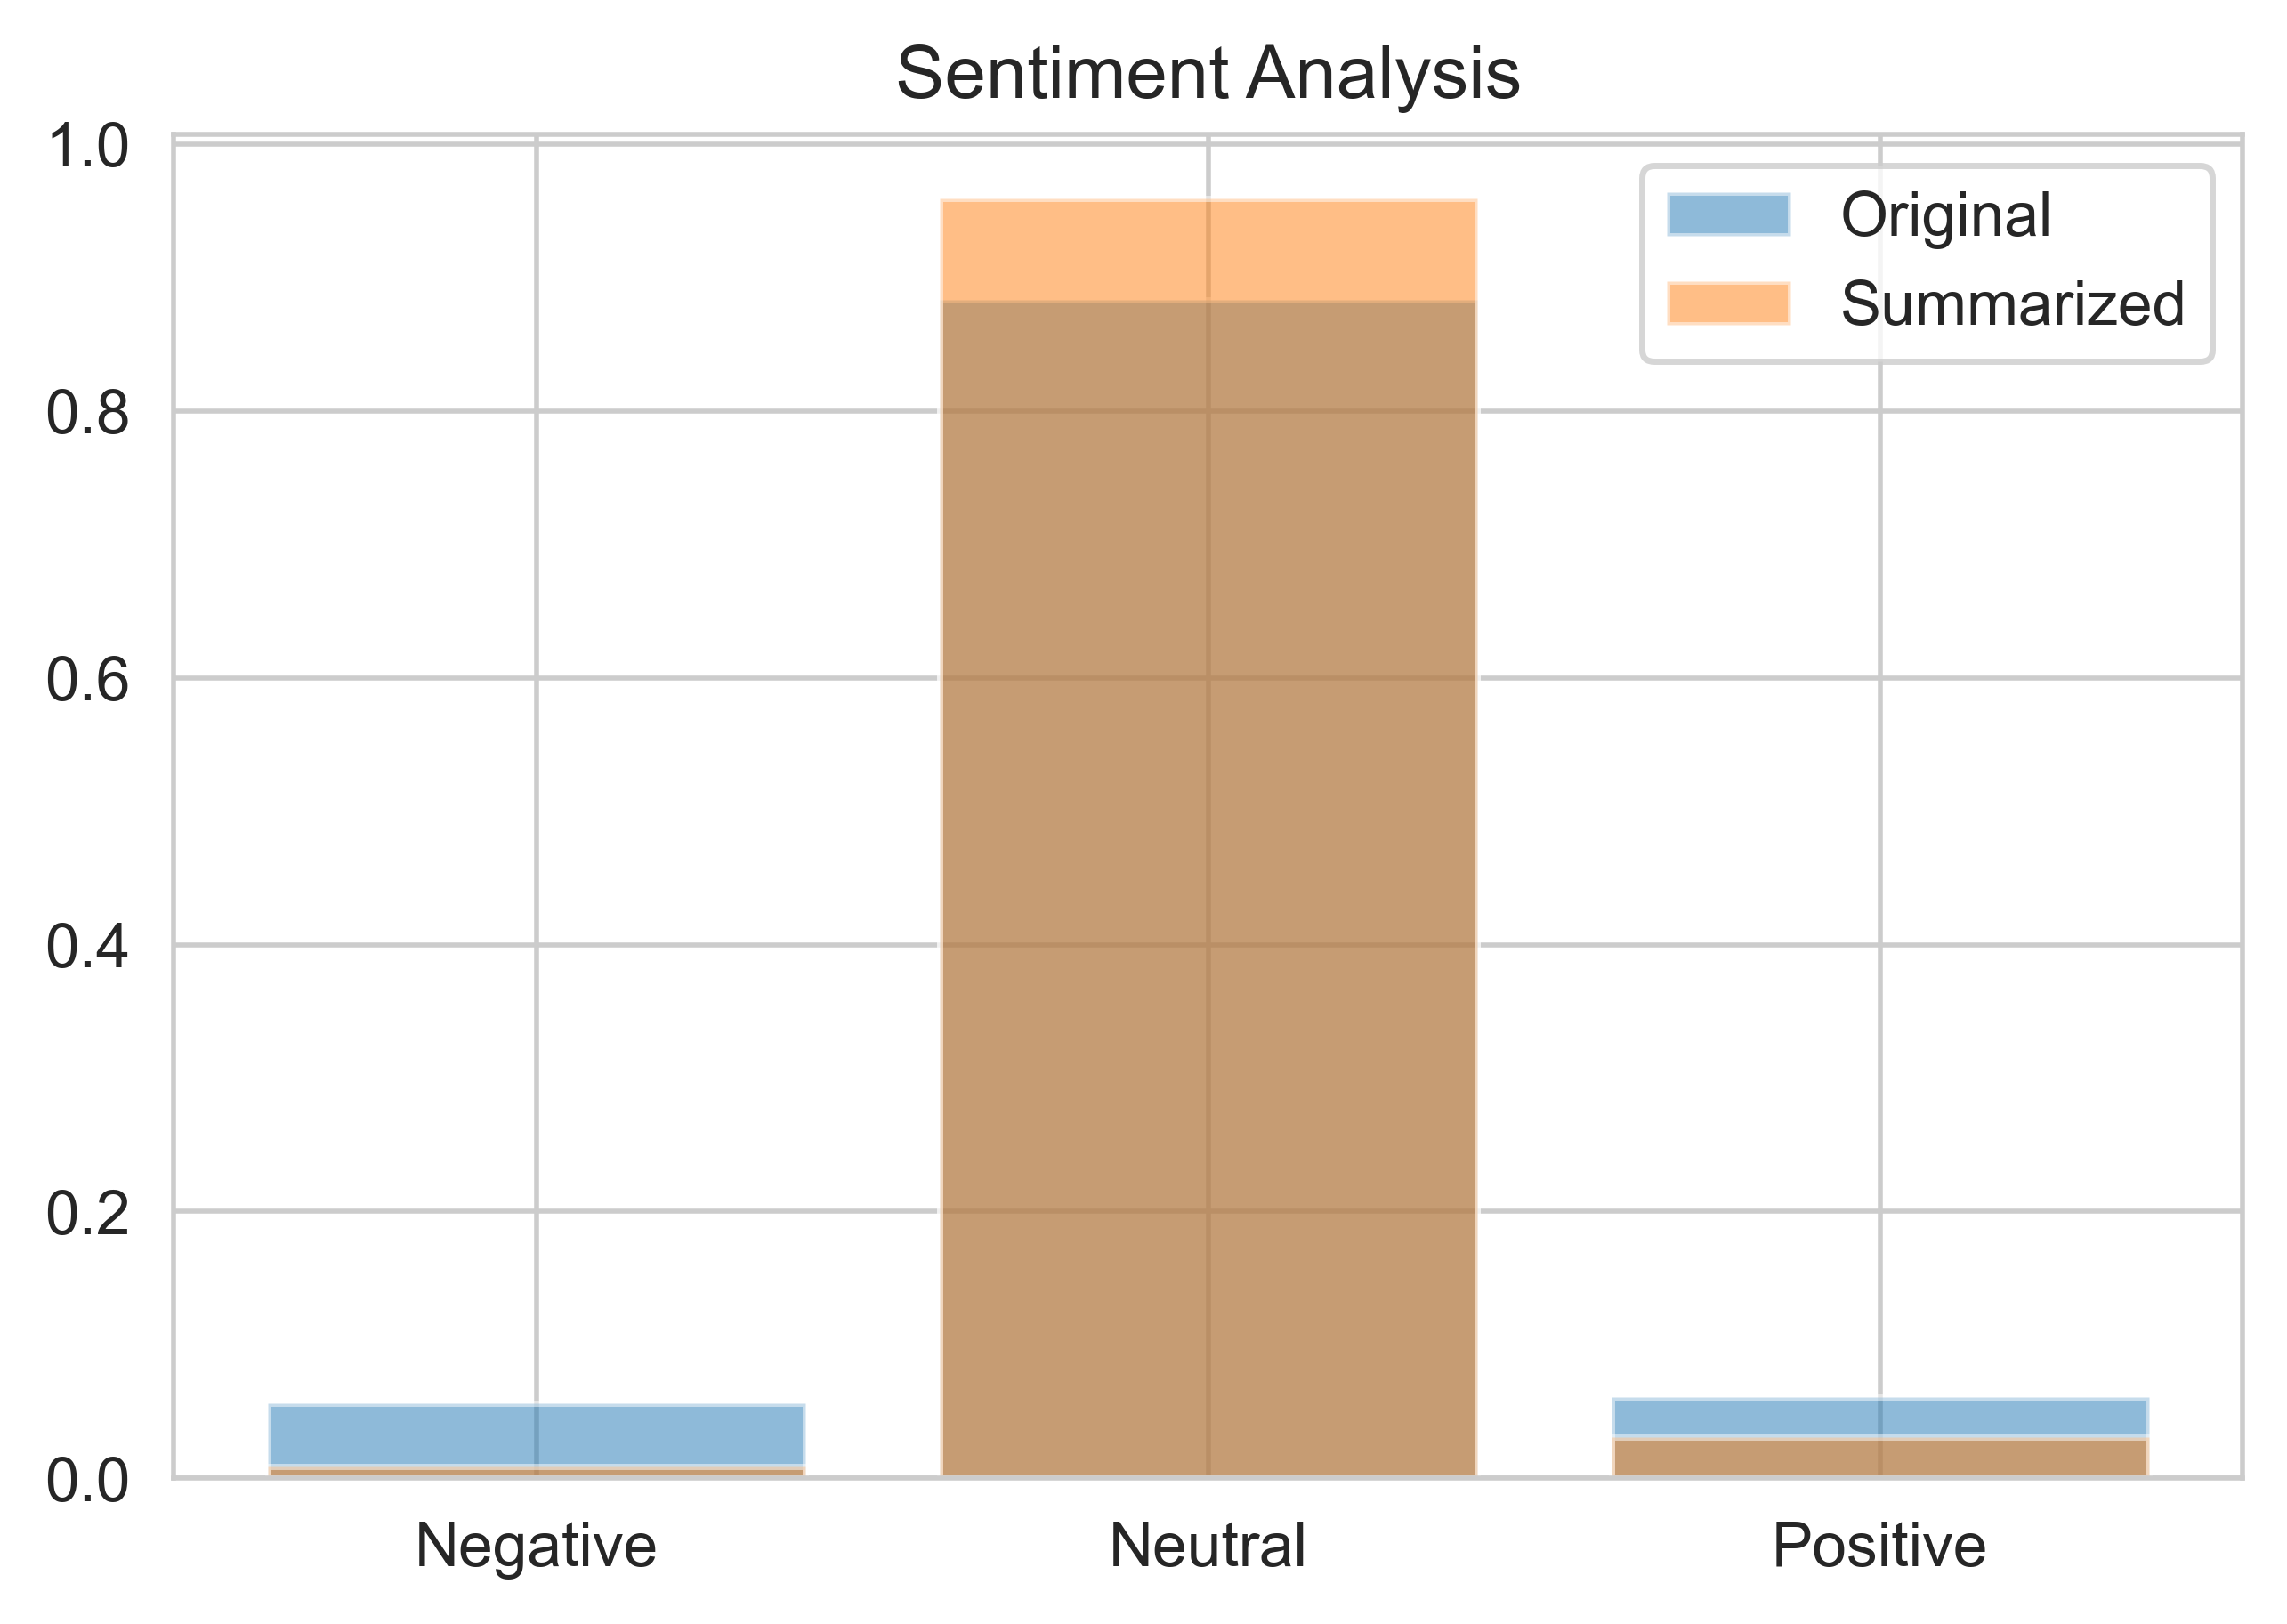 Sentiment Analysis
1.0
0.8
0.6
0.4
0.2
0.0
Original
Summarized
Negative
Neutral
Positive